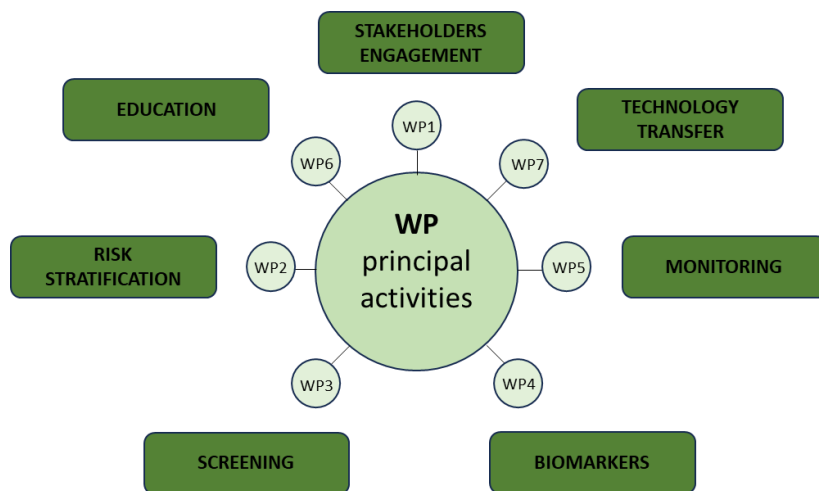 STAKEHOLDERS
ENGAGEMENT
EDUCATION
TECHNOLOGY
TRANSFER
WP1
WP6
WP7
WP
principal
activities
RISK
STRATIFICATION
WP2
WP5
MONITORING
WP3
WP4
SCREENING
BIOMARKERS